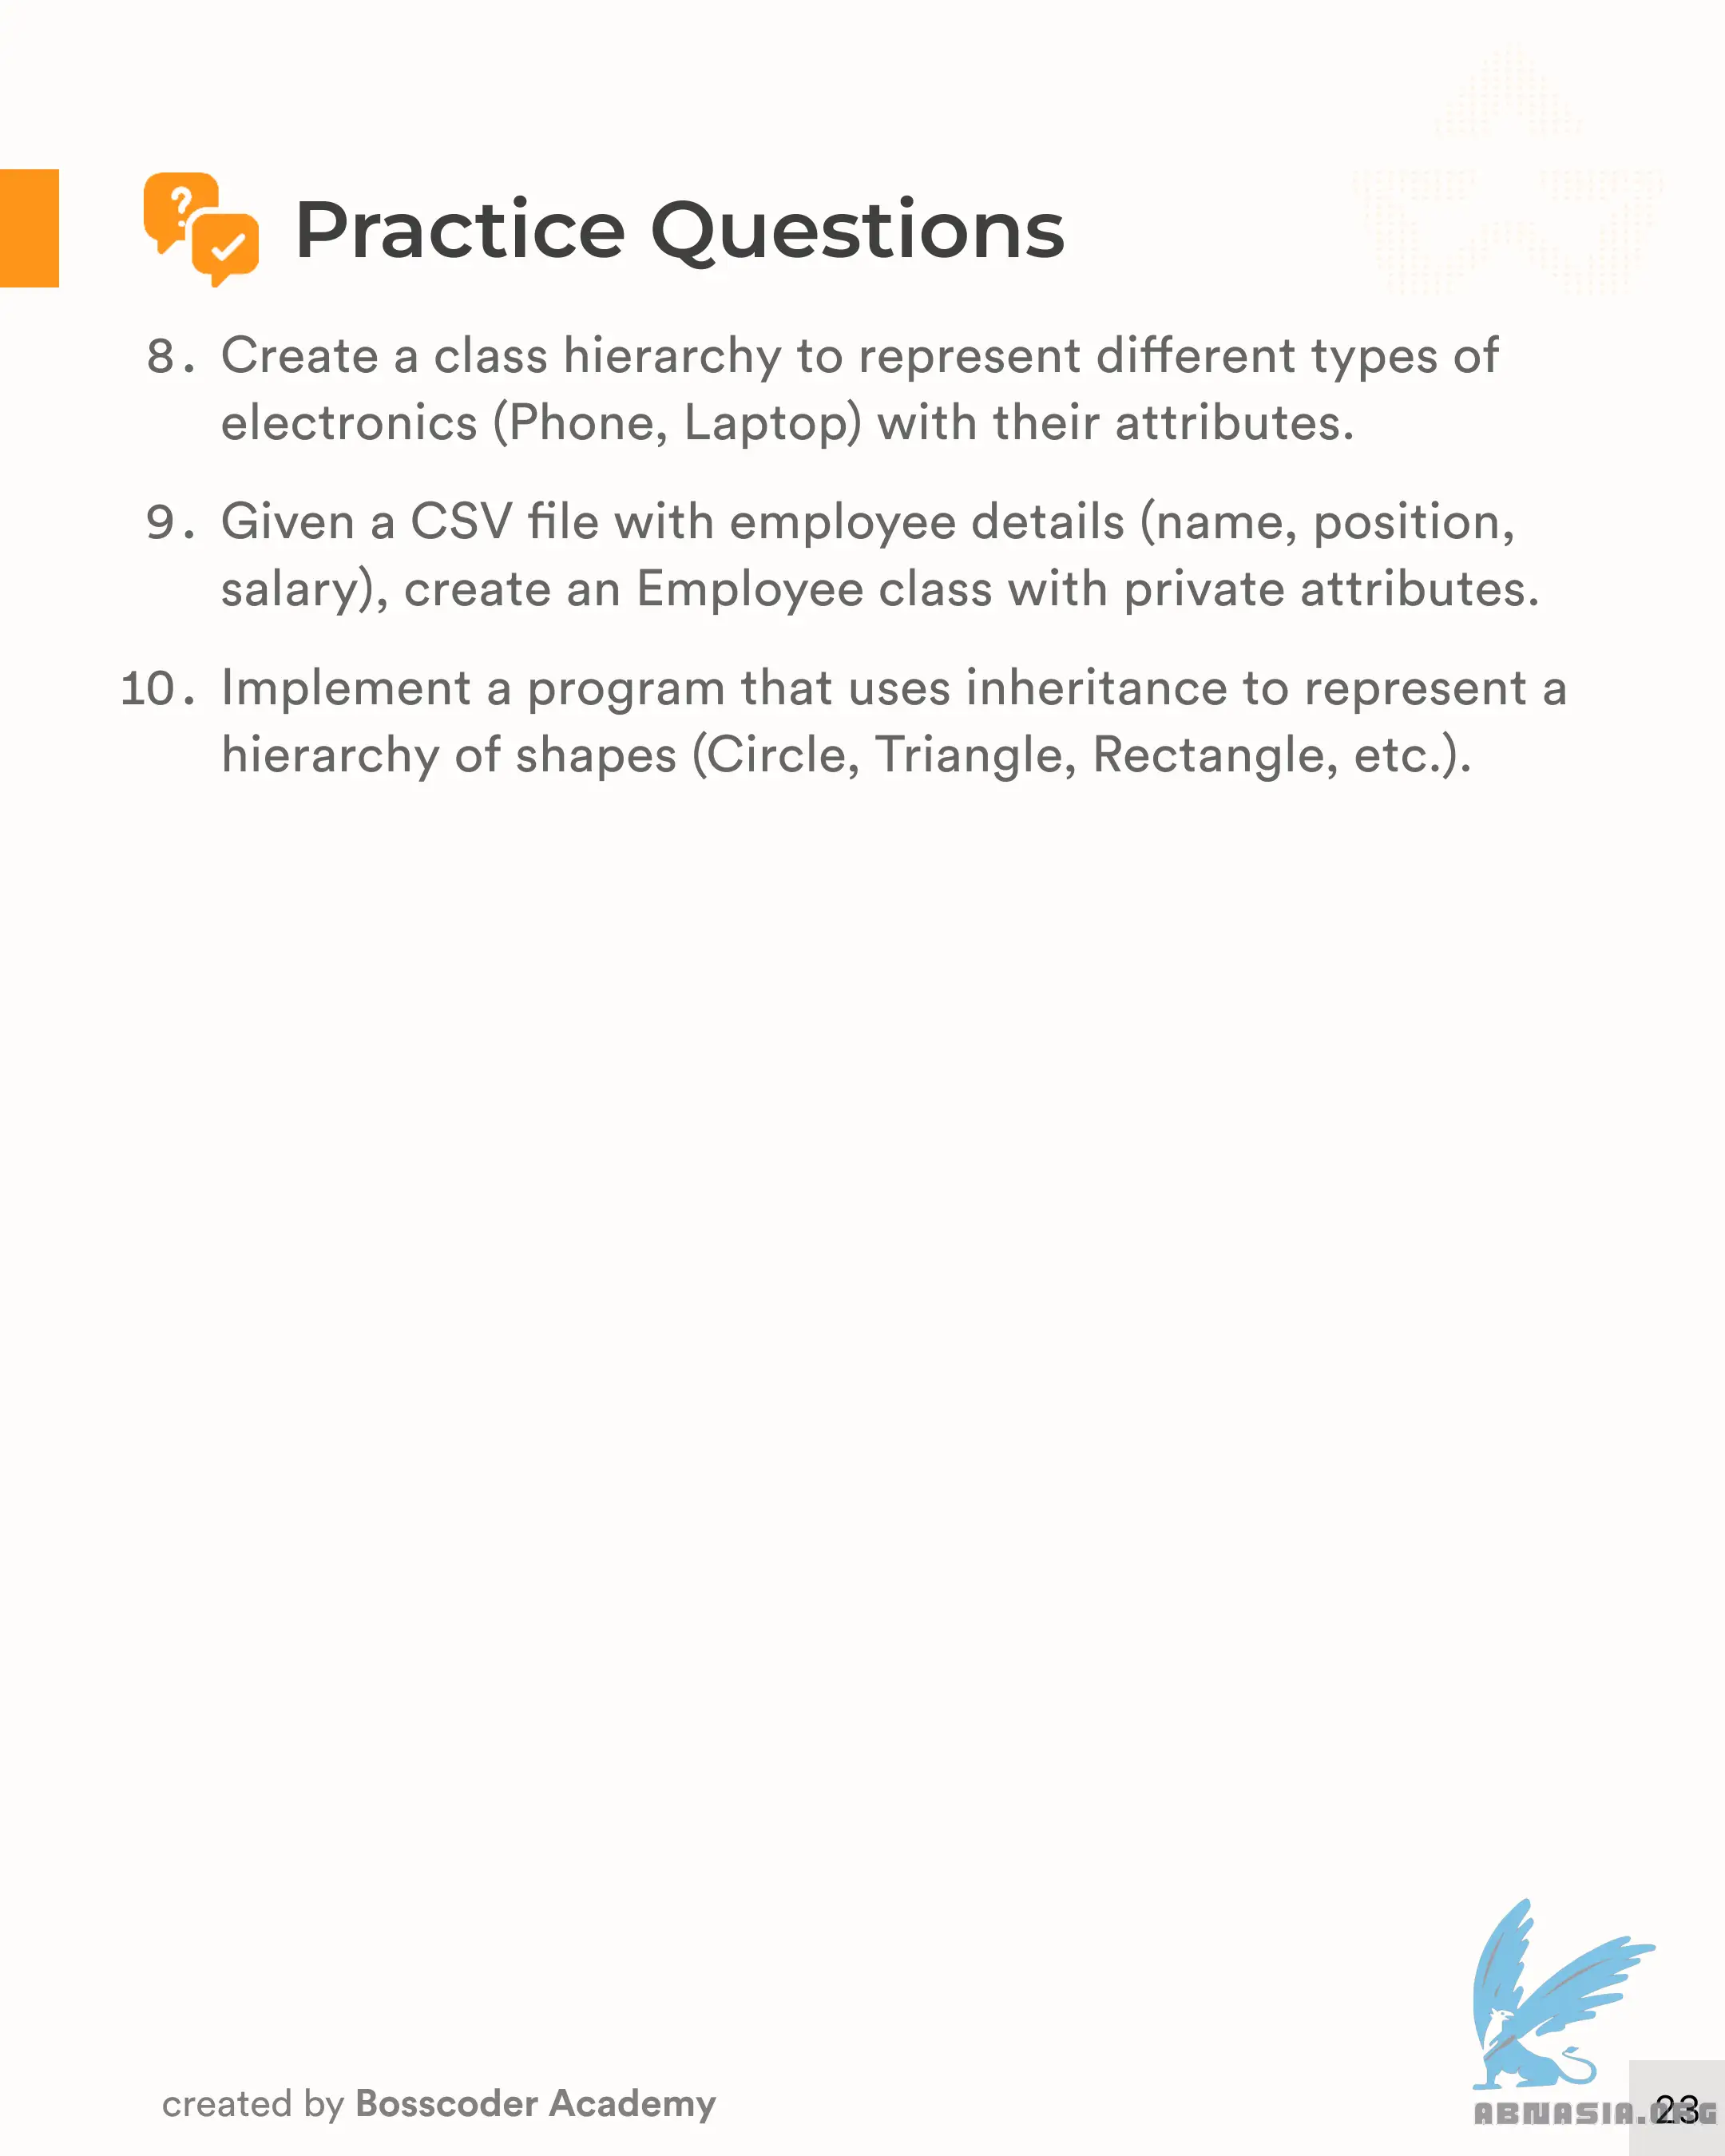 Practice Questions
8. Create a class hierarchy to represent different types of
electronics (Phone, Laptop) with their attributes.
9. Given a CSV file with employee details (name, position,
salary), create an Employee class with private attributes.
10. Implement a program that uses inheritance to represent a
hierarchy of shapes (Circle, Triangle, Rectangle, etc.).
created by Bosscoder Academy
ABMASIA.ORG
23